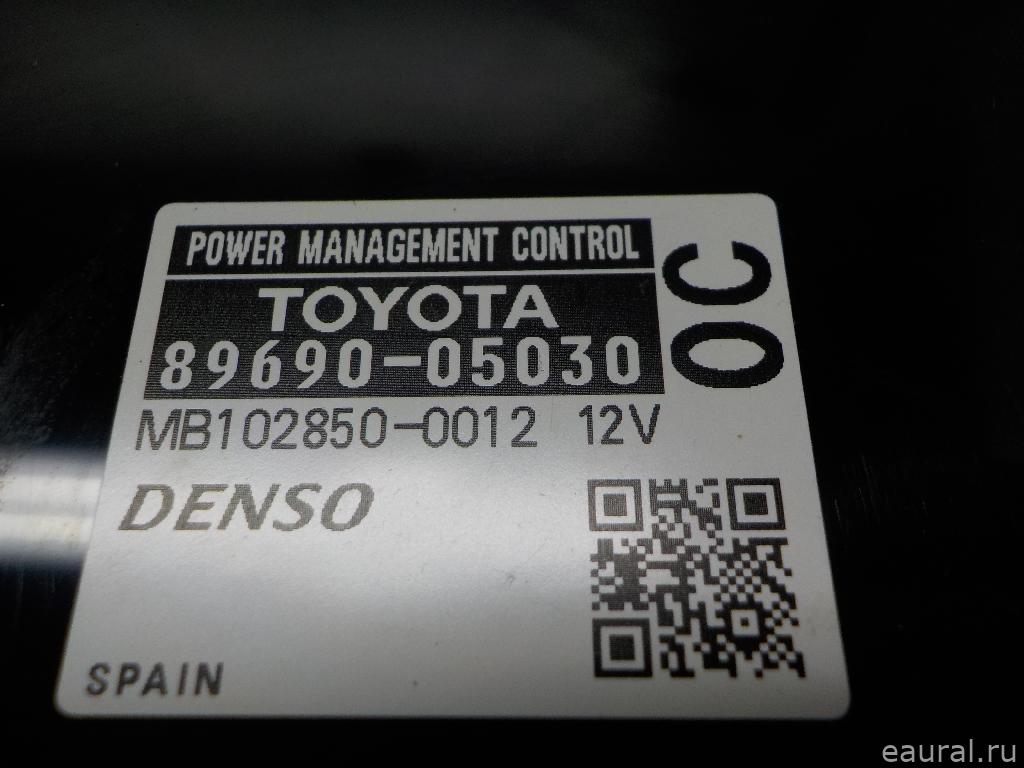 POWER MANAGEMENT CONTROL
TOYOTA
89690-05030
OC
MB102850-0012 12V
DENSO
SPAIN
eaural.ru